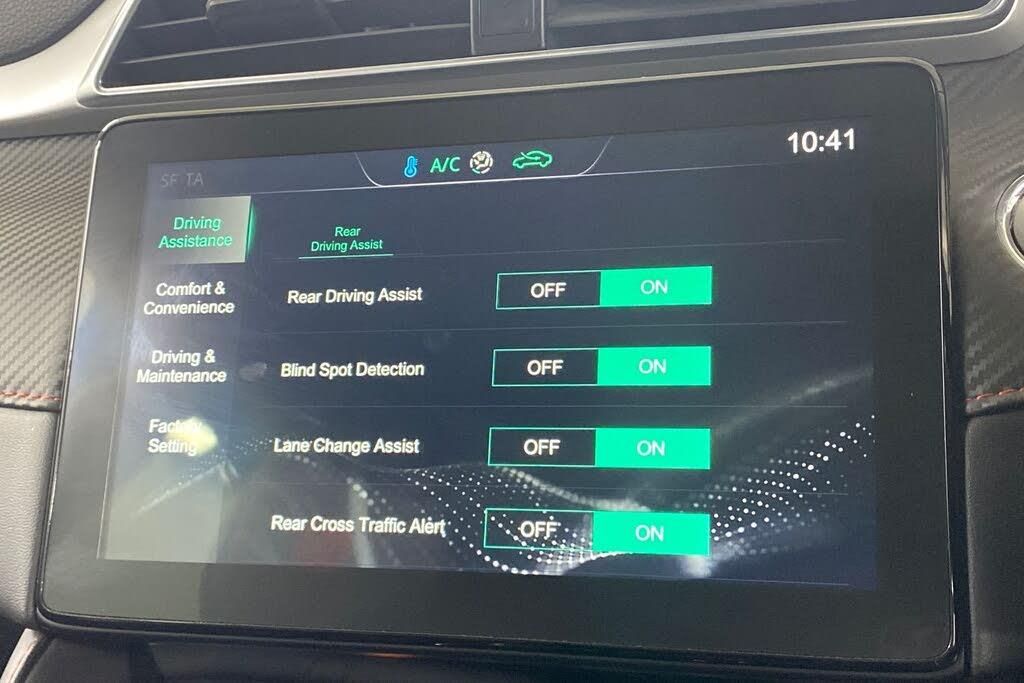 A/C
10:41
Driving
Assistance
Rear
Driving Assist
Comfort &
Convenience
Rear Driving Assist
OFF
ON
Driving &
Maintenance
Blind Spot Detection
OFF
ON
Factory
Setting
Lane Change Assist
OFF
ON
Rear Cross Traffic Alert
OFF
ON